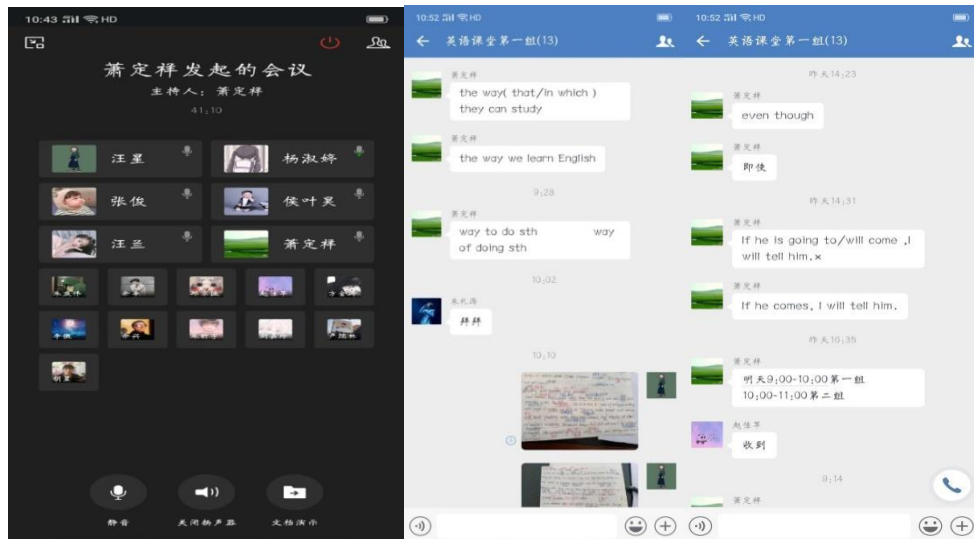 10:43 HD
萧定祥发起的会议
主持人：萧定祥
41:10
汪星
杨淑婷
张俊
侯叶昊
汪兰
萧定祥
静音
关闭扬声器
文档演示
10:52 HD
英语课堂第一组(13)
萧定祥
the way( that/in which )
they can study
萧定祥
the way we learn English
9:28
萧定祥
way to do sth way
of doing sth
10:02
朱礼海
拜拜
10:10
10:52 HD
英语课堂第一组(13)
昨天14:23
萧定祥
even though
萧定祥
即使
昨天14:31
萧定祥
If he is going to/will come ,I
will tell him.×
萧定祥
If he comes, I will tell him.
昨天16:35
萧定祥
明天9:00-10:00第一组
10:00-11:00第二组
赵佳苹
收到
9:14
萧定祥